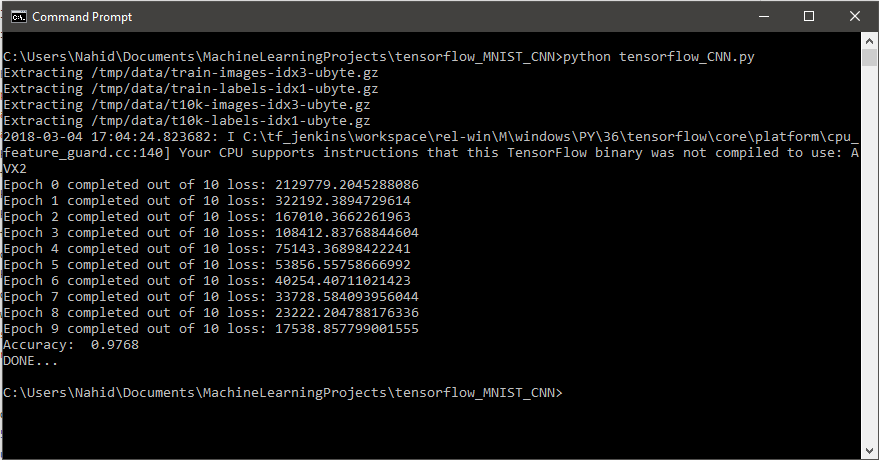 Command Prompt
C:\Users\Nahid\Documents\MachineLearningProjects\tensorflow_MNIST_CNN>python tensorflow_CNN.py
Extracting /tmp/data/train-images-idx3-ubyte.gz
Extracting /tmp/data/train-labels-idx1-ubyte.gz
Extracting /tmp/data/t10k-images-idx3-ubyte.gz
Extracting /tmp/data/t10k-labels-idx1-ubyte.gz
2018-03-04 17:04:24.823682: I C:\tf_jenkins\workspace\rel-win\M\windows\PY\36\tensorflow\core\platform\cpu_
feature_guard.cc:140] Your CPU supports instructions that this TensorFlow binary was not compiled to use: A
VX2
Epoch 0 completed out of 10 loss: 2129779.2045288086
Epoch 1 completed out of 10 loss: 322192.3894729614
Epoch 2 completed out of 10 loss: 167010.3662261963
Epoch 3 completed out of 10 loss: 108412.83768844604
Epoch 4 completed out of 10 loss: 75143.36898422241
Epoch 5 completed out of 10 loss: 53856.55758666992
Epoch 6 completed out of 10 loss: 40254.40711021423
Epoch 7 completed out of 10 loss: 33728.584093956044
Epoch 8 completed out of 10 loss: 23222.204788176336
Epoch 9 completed out of 10 loss: 17538.857799001555
Accuracy:  0.9768
DONE...
C:\Users\Nahid\Documents\MachineLearningProjects\tensorflow_MNIST_CNN>